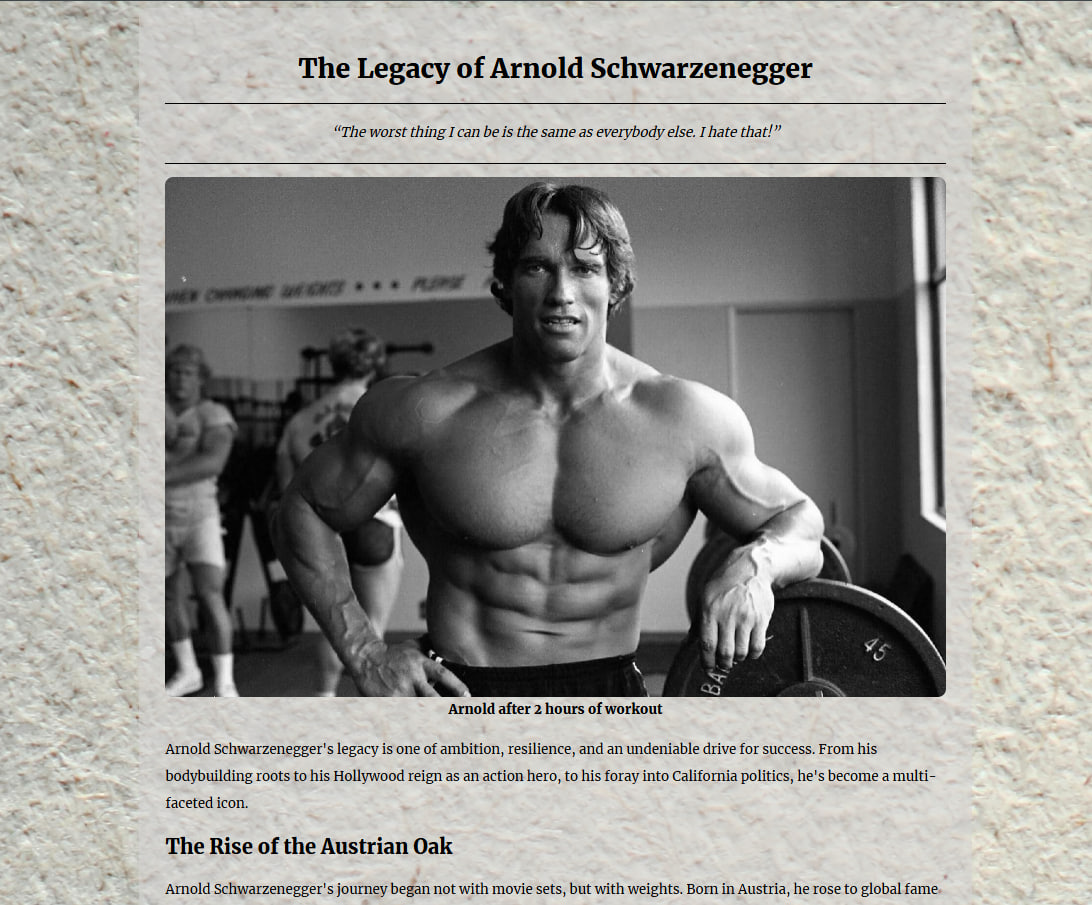 The Legacy of Arnold Schwarzenegger
“The worst thing I can be is the same as everybody else. I hate that!”
WHEN CHANGING WEIGHTS • • • PLEASE
45
BA
Arnold after 2 hours of workout
Arnold Schwarzenegger's legacy is one of ambition, resilience, and an undeniable drive for success. From his
bodybuilding roots to his Hollywood reign as an action hero, to his foray into California politics, he's become a multi-
faceted icon.
The Rise of the Austrian Oak
Arnold Schwarzenegger's journey began not with movie sets, but with weights. Born in Austria, he rose to global fame